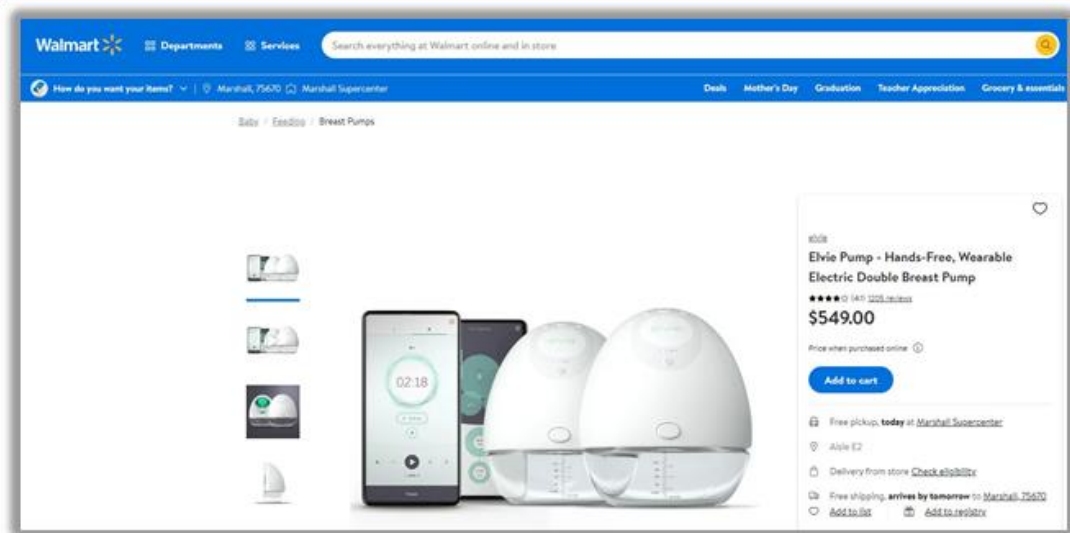 Walmart Departments Services Search everything at Walmart online and in store
How do you want your items? | Marshall, 75670 Marshall Supercenter Deals Mother's Day Graduation Teacher Appreciation Grocery & essentials
Baby / Feeding / Breast Pumps
elvie
Elvie Pump - Hands-Free, Wearable
Electric Double Breast Pump
(4.1) 1205 reviews
$549.00
Price when purchased online
Add to cart
Free pickup, today at Marshall Supercenter
Aisle E2
Delivery from store Check eligibility
Free shipping, arrives by tomorrow to Marshall, 75670
Add to list Add to registry
02:18